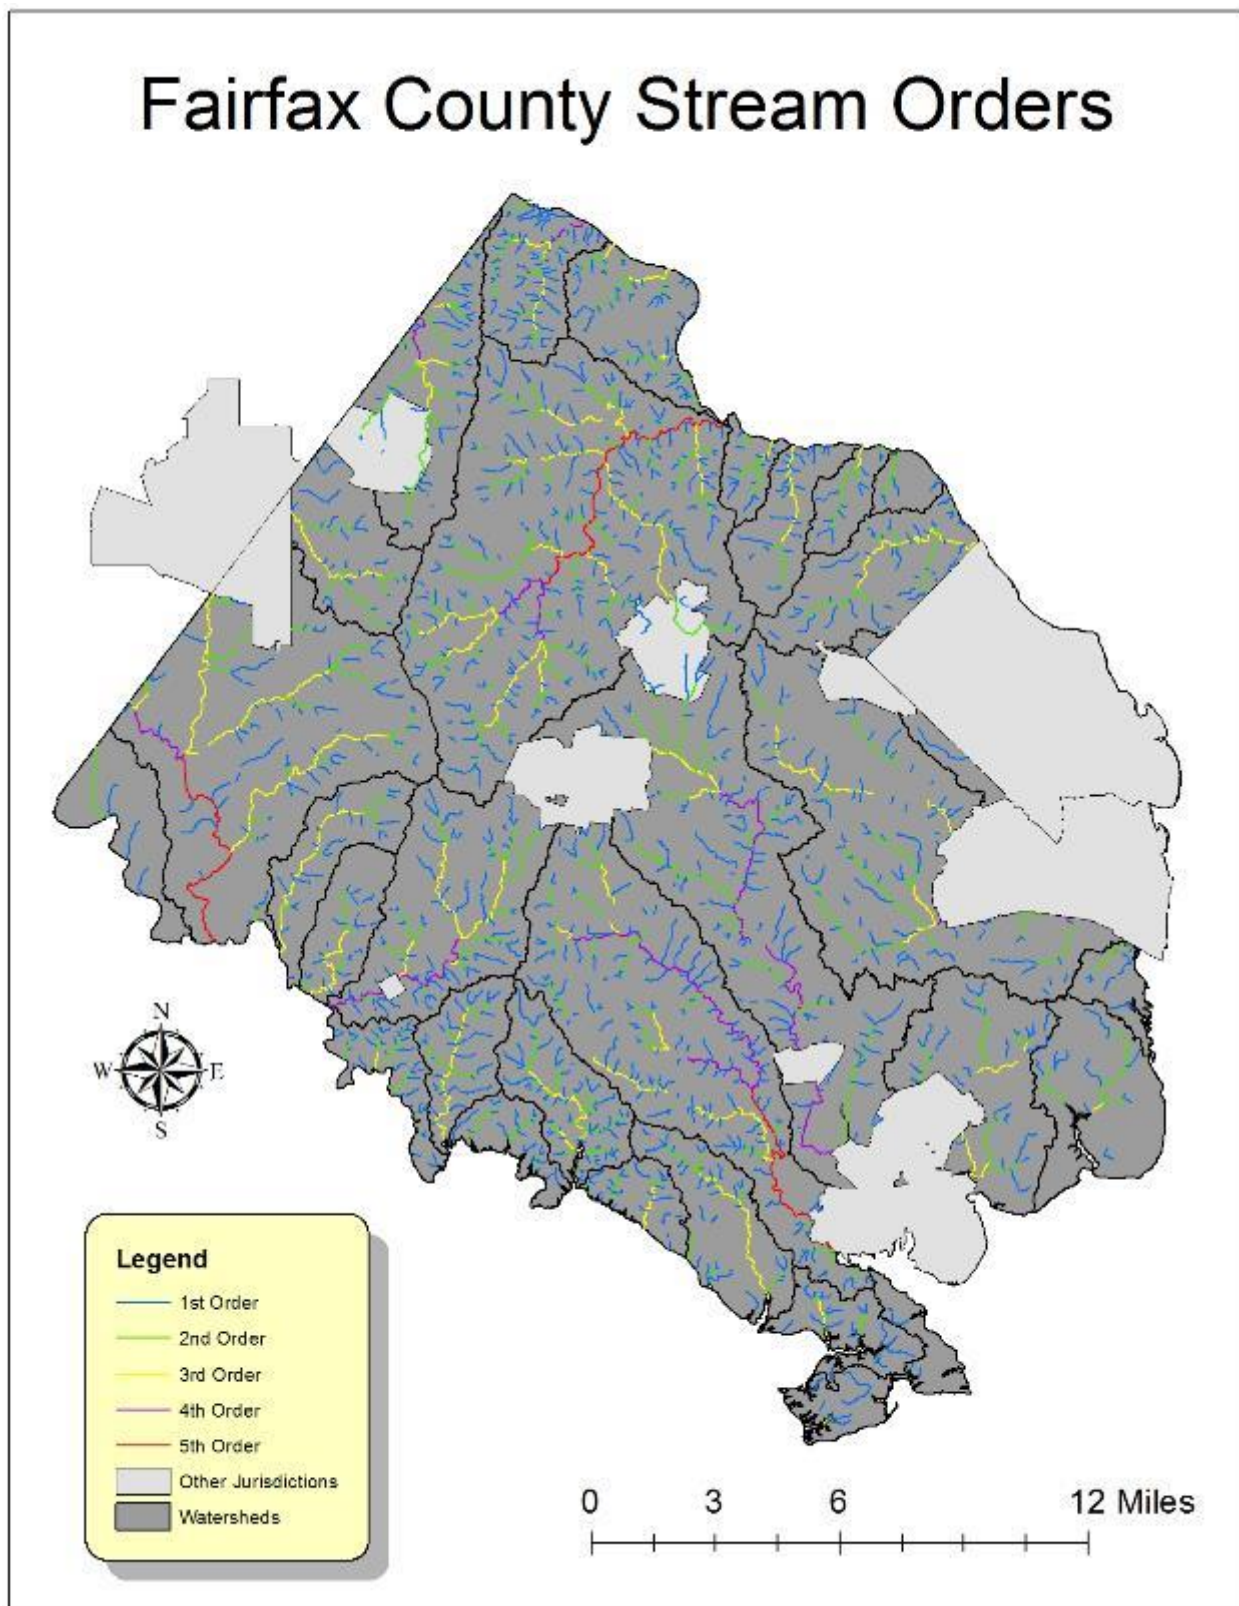 Fairfax County Stream Orders
N
W E
S
Legend
1st Order
2nd Order
3rd Order
4th Order
5th Order
Other Jurisdictions
Watersheds
0 3 6 12 Miles